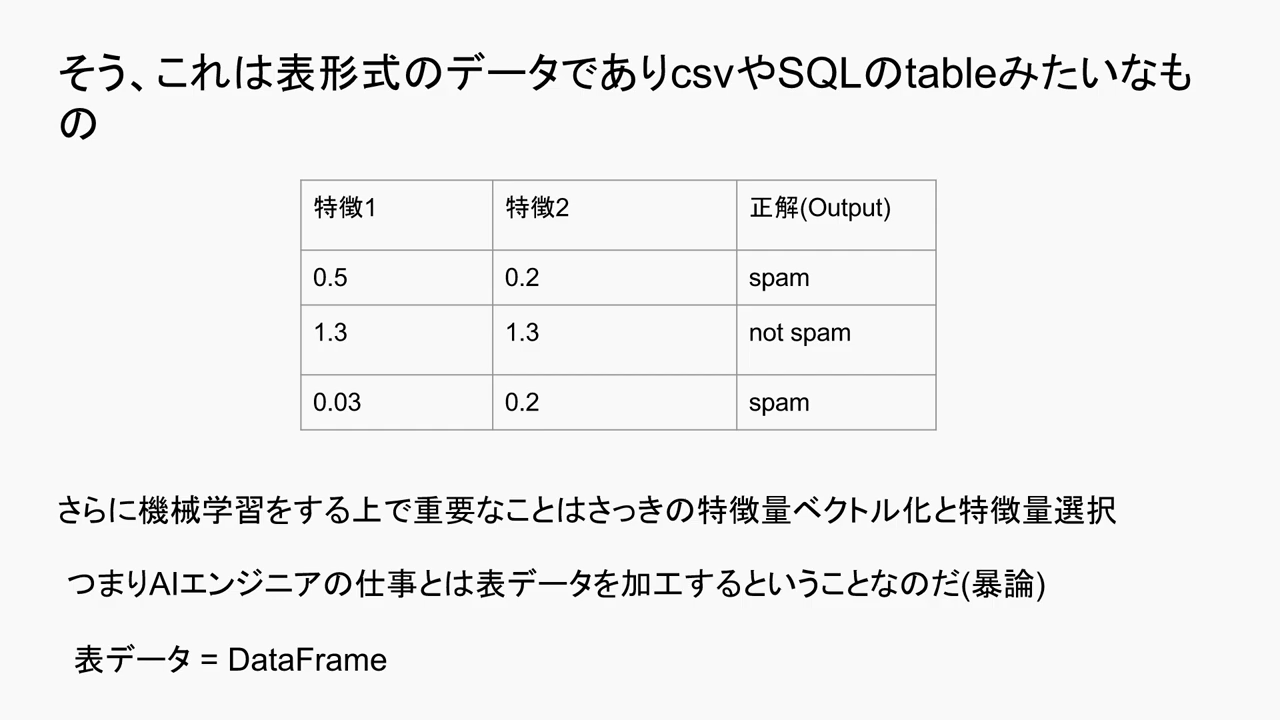 そう、これは表形式のデータでありcsvやSQLのtableみたいなも
の
特徴1 特徴2 正解(Output)
0.5 0.2 spam
1.3 1.3 not spam
0.03 0.2 spam
さらに機械学習をする上で重要なことはさっきの特徴量ベクトル化と特徴量選択
つまりAIエンジニアの仕事とは表データを加工するということなのだ(暴論)
表データ = DataFrame